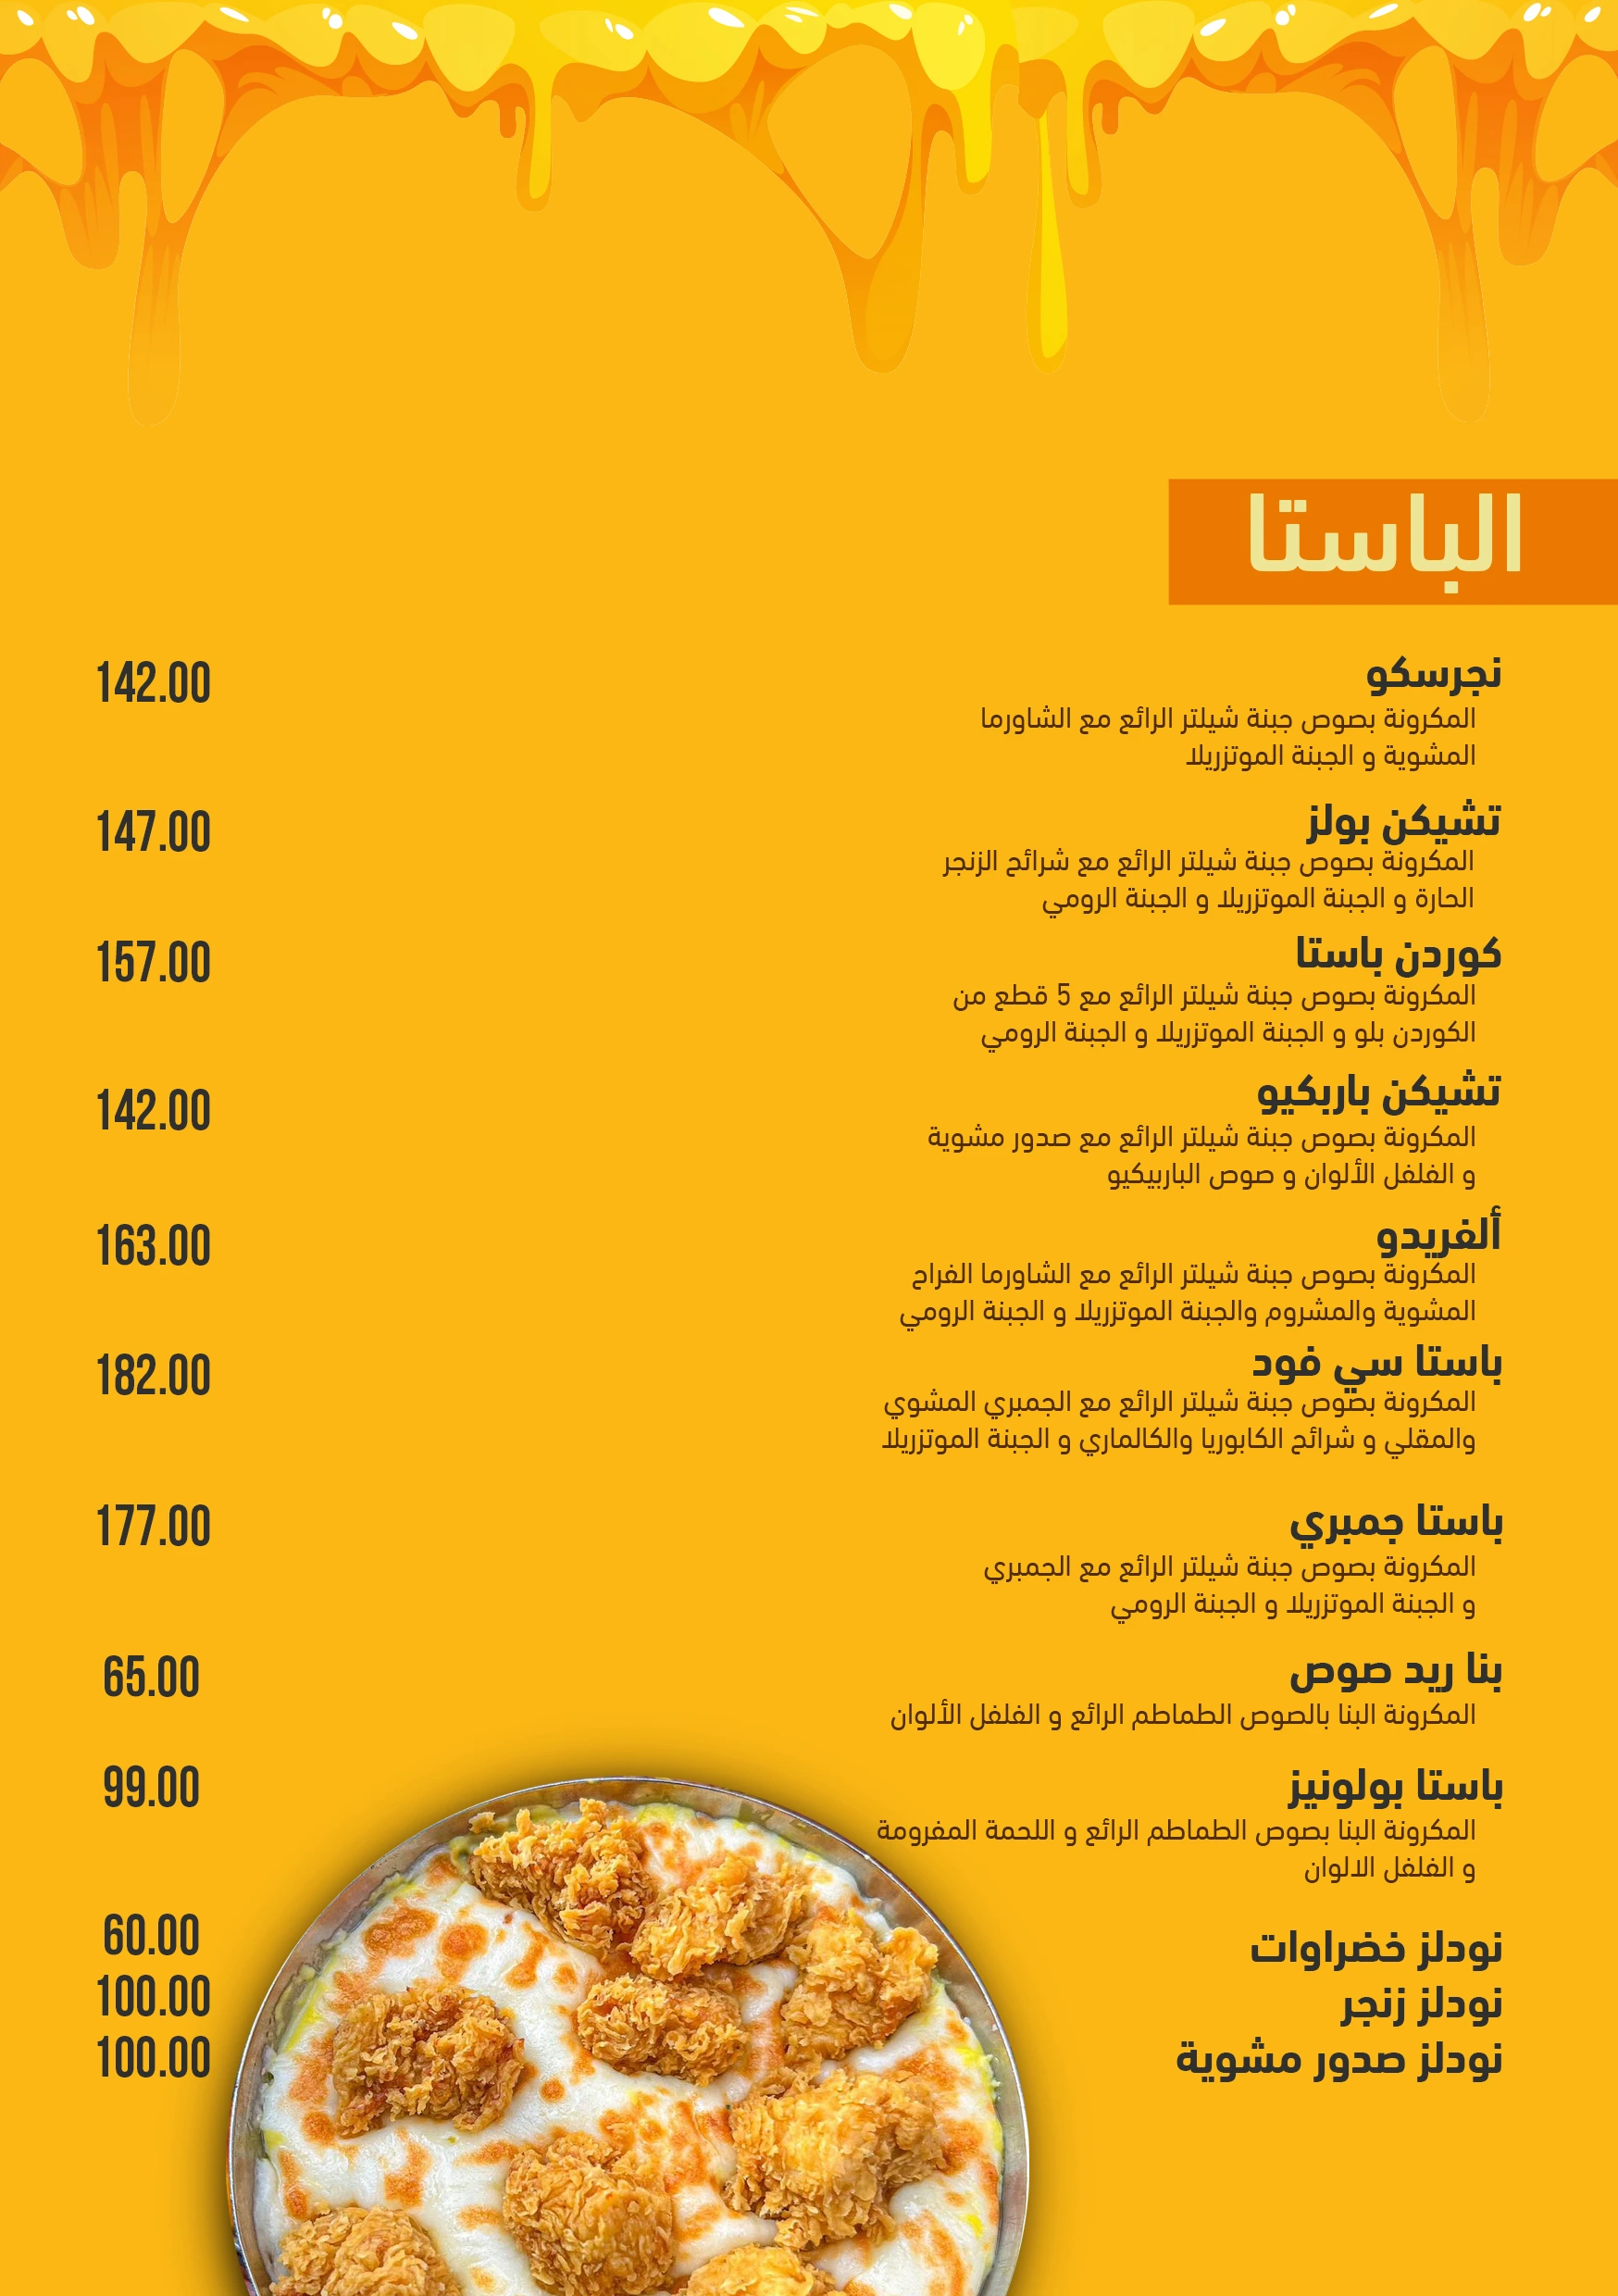 الباستا
نجرسكو
142.00
المكرونة بصوص جبنة شيلتر الرائع مع الشاورما
المشوية و الجبنة الموتزريلا
تشيكن بولز
147.00
المكرونة بصوص جبنة شيلتر الرائع مع شرائح الزنجر
الحارة و الجبنة الموتزريلا و الجبنة الرومي
كوردن باستا
157.00
المكرونة بصوص جبنة شيلتر الرائع مع 5 قطع من
الكوردن بلو و الجبنة الموتزريلا و الجبنة الرومي
تشيكن باربكيو
142.00
المكرونة بصوص جبنة شيلتر الرائع مع صدور مشوية
و الفلفل الألوان و صوص الباربيكيو
ألفريدو
163.00
المكرونة بصوص جبنة شيلتر الرائع مع الشاورما الفراح
المشوية والمشروم والجبنة الموتزريلا و الجبنة الرومي
باستا سي فود
182.00
المكرونة بصوص جبنة شيلتر الرائع مع الجمبري المشوي
والمقلي و شرائح الكابوريا والكالماري و الجبنة الموتزريلا
باستا جمبري
177.00
المكرونة بصوص جبنة شيلتر الرائع مع الجمبري
و الجبنة الموتزريلا و الجبنة الرومي
بنا ريد صوص
65.00
المكرونة البنا بالصوص الطماطم الرائع و الفلفل الألوان
باستا بولونيز
99.00
المكرونة البنا بصوص الطماطم الرائع و اللحمة المفرومة
و الفلفل الالوان
نودلز خضراوات
60.00
نودلز زنجر
100.00
نودلز صدور مشوية
100.00